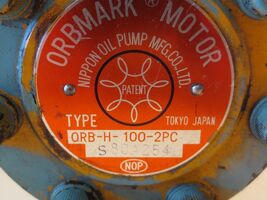 ORBMARK® MOTOR
NIPPON OIL PUMP MFG.CO.LTD.
PATENT
TYPE
TOKYO JAPAN
ORB-H-100-2PC
NOP